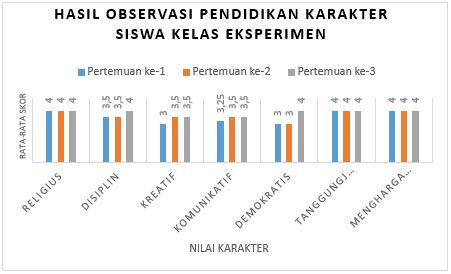 HASIL OBSERVASI PENDIDIKAN KARAKTER
SISWA KELAS EKSPERIMEN
Pertemuan ke-1 Pertemuan ke-2 Pertemuan ke-3
RATA-RATA SKOR
4 4 4 3,5 3,5 4 3 3,5 3,5 3,25 3,5 3,5 3 3 4 4 4 4 4 4 4
RELIGIUS DISIPLIN KREATIF KOMUNIKATIF DEMOKRATIS TANGGUNGJ... MENGHARGA...
NILAI KARAKTER